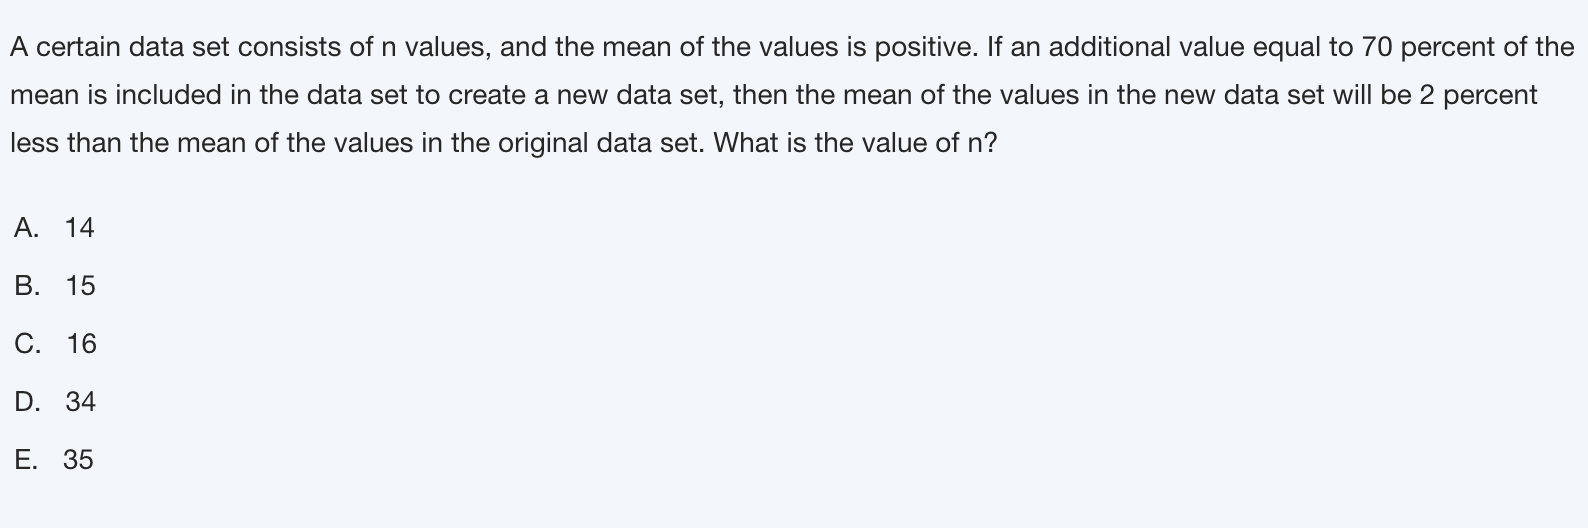 A certain data set consists of n values, and the mean of the values is positive. If an additional value equal to 70 percent of the
mean is included in the data set to create a new data set, then the mean of the values in the new data set will be 2 percent
less than the mean of the values in the original data set. What is the value of n?
A. 14
B. 15
C. 16
D. 34
E. 35